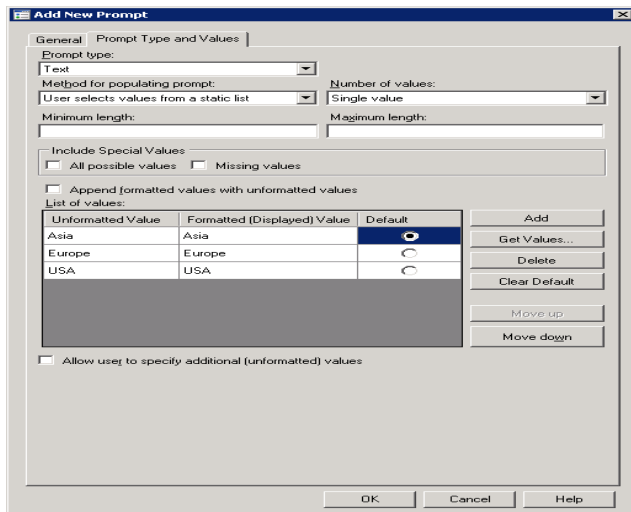 Add New Prompt
General Prompt Type and Values
Prompt type:
Text
Method for populating prompt: Number of values:
User selects values from a static list Single value
Minimum length: Maximum length:
Include Special Values
All possible values Missing values
Append formatted values with unformatted values
List of values:
Unformatted Value Formatted (Displayed) Value Default Add
Asia Asia Get Values...
Europe Europe Delete
USA USA Clear Default
Move up
Move down
Allow user to specify additional (unformatted) values
OK Cancel Help